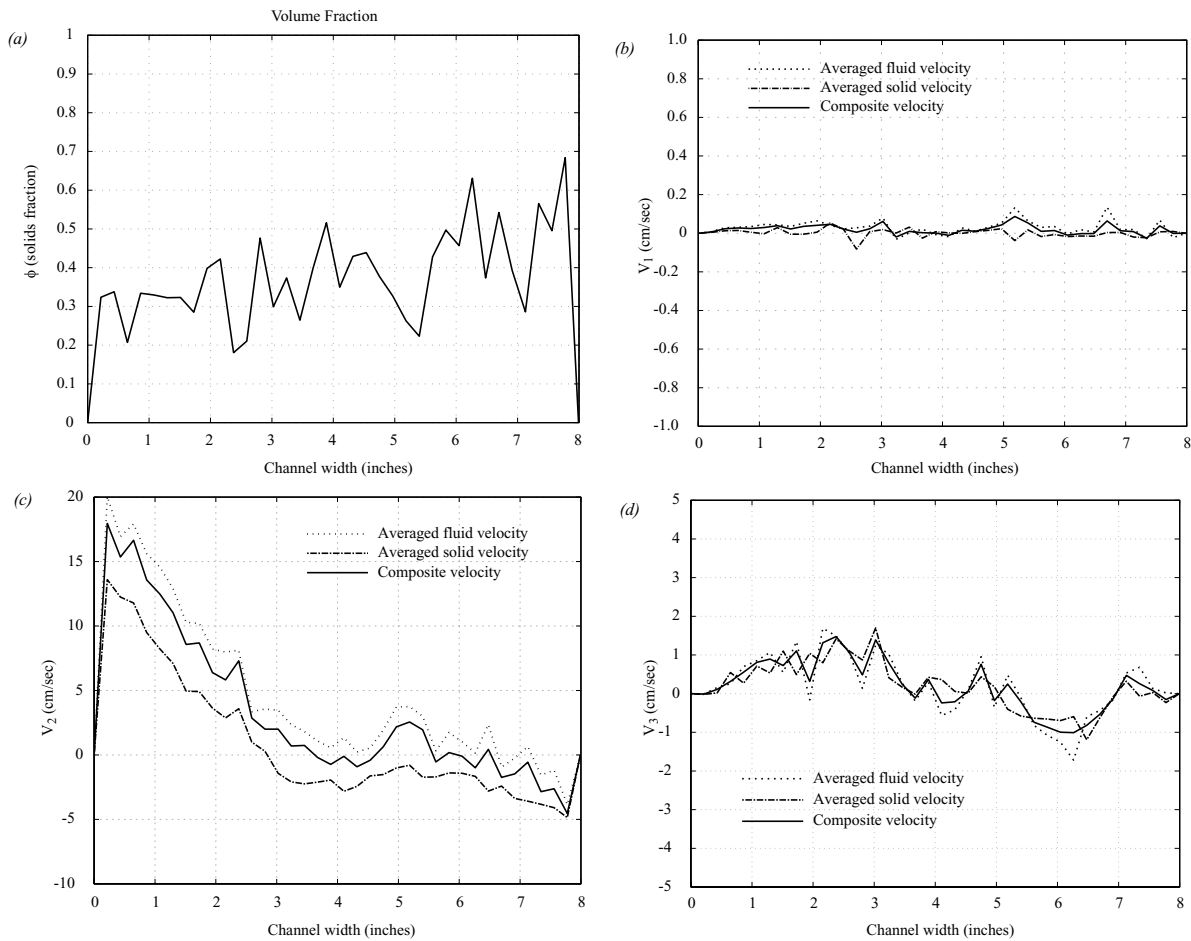 Volume Fraction
(a)
1
0.9
0.8
0.7
0.6
0.5
0.4
0.3
0.2
0.1
0
ϕ (solids fraction)
0 1 2 3 4 5 6 7 8
Channel width (inches)
(b)
1.0
0.8
0.6
0.4
0.2
0
-0.2
-0.4
-0.6
-0.8
-1.0
V1 (cm/sec)
Averaged fluid velocity
Averaged solid velocity
Composite velocity
0 1 2 3 4 5 6 7 8
Channel width (inches)
(c)
20
15
10
5
0
-5
-10
V2 (cm/sec)
Averaged fluid velocity
Averaged solid velocity
Composite velocity
0 1 2 3 4 5 6 7 8
Channel width (inches)
(d)
5
4
3
2
1
0
-1
-2
-3
-4
-5
V3 (cm/sec)
Averaged fluid velocity
Averaged solid velocity
Composite velocity
0 1 2 3 4 5 6 7 8
Channel width (inches)